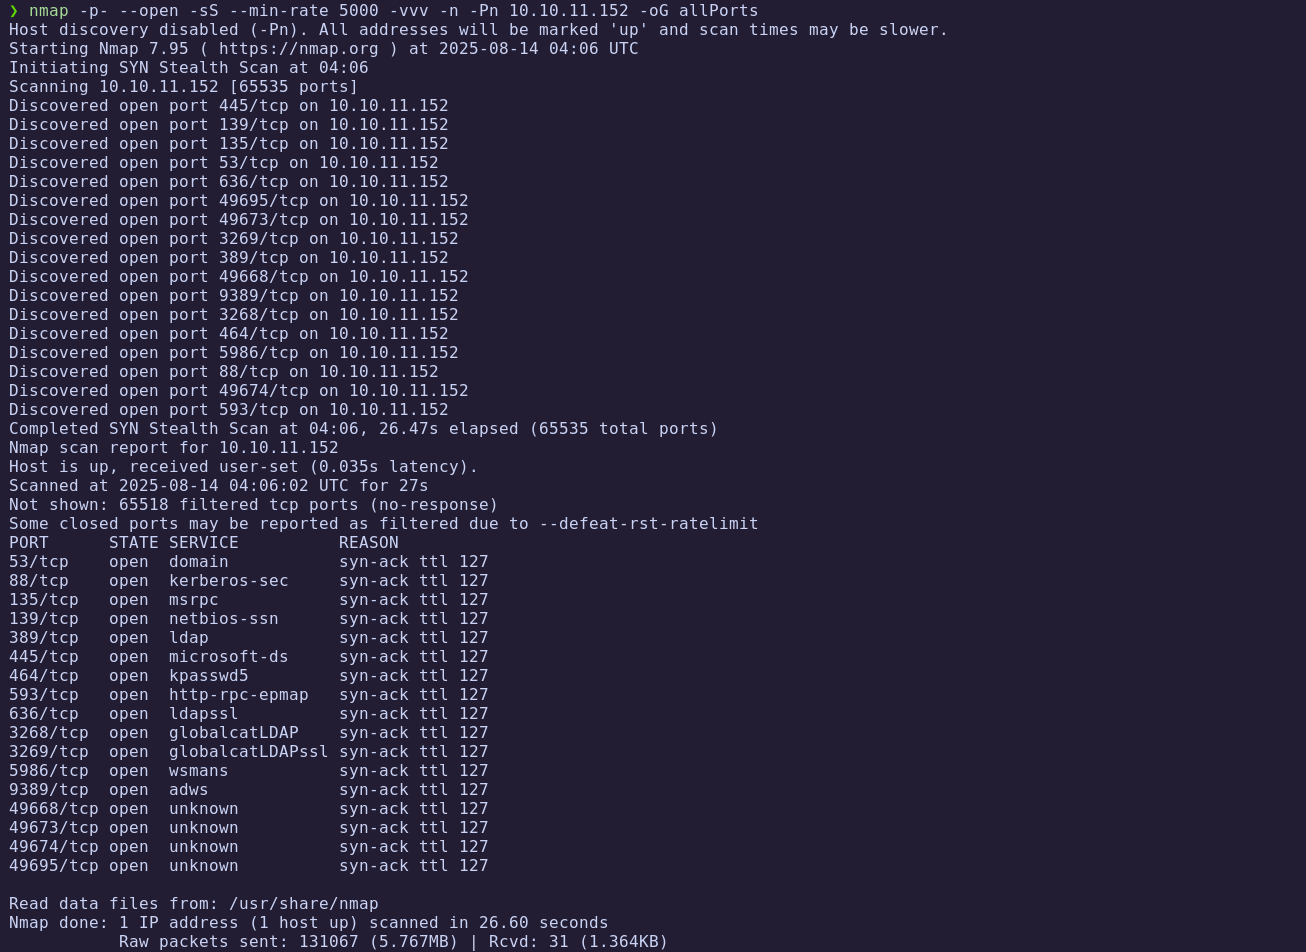 ❯ nmap -p- --open -sS --min-rate 5000 -vvv -n -Pn 10.10.11.152 -oG allPorts
Host discovery disabled (-Pn). All addresses will be marked 'up' and scan times may be slower.
Starting Nmap 7.95 ( https://nmap.org ) at 2025-08-14 04:06 UTC
Initiating SYN Stealth Scan at 04:06
Scanning 10.10.11.152 [65535 ports]
Discovered open port 445/tcp on 10.10.11.152
Discovered open port 139/tcp on 10.10.11.152
Discovered open port 135/tcp on 10.10.11.152
Discovered open port 53/tcp on 10.10.11.152
Discovered open port 636/tcp on 10.10.11.152
Discovered open port 49695/tcp on 10.10.11.152
Discovered open port 49673/tcp on 10.10.11.152
Discovered open port 3269/tcp on 10.10.11.152
Discovered open port 389/tcp on 10.10.11.152
Discovered open port 49668/tcp on 10.10.11.152
Discovered open port 9389/tcp on 10.10.11.152
Discovered open port 3268/tcp on 10.10.11.152
Discovered open port 464/tcp on 10.10.11.152
Discovered open port 5986/tcp on 10.10.11.152
Discovered open port 88/tcp on 10.10.11.152
Discovered open port 49674/tcp on 10.10.11.152
Discovered open port 593/tcp on 10.10.11.152
Completed SYN Stealth Scan at 04:06, 26.47s elapsed (65535 total ports)
Nmap scan report for 10.10.11.152
Host is up, received user-set (0.035s latency).
Scanned at 2025-08-14 04:06:02 UTC for 27s
Not shown: 65518 filtered tcp ports (no-response)
Some closed ports may be reported as filtered due to --defeat-rst-ratelimit
PORT      STATE SERVICE          REASON
53/tcp    open  domain           syn-ack ttl 127
88/tcp    open  kerberos-sec     syn-ack ttl 127
135/tcp   open  msrpc            syn-ack ttl 127
139/tcp   open  netbios-ssn      syn-ack ttl 127
389/tcp   open  ldap             syn-ack ttl 127
445/tcp   open  microsoft-ds     syn-ack ttl 127
464/tcp   open  kpasswd5         syn-ack ttl 127
593/tcp   open  http-rpc-epmap   syn-ack ttl 127
636/tcp   open  ldapssl          syn-ack ttl 127
3268/tcp  open  globalcatLDAP    syn-ack ttl 127
3269/tcp  open  globalcatLDAPssl syn-ack ttl 127
5986/tcp  open  wsmans           syn-ack ttl 127
9389/tcp  open  adws             syn-ack ttl 127
49668/tcp open  unknown          syn-ack ttl 127
49673/tcp open  unknown          syn-ack ttl 127
49674/tcp open  unknown          syn-ack ttl 127
49695/tcp open  unknown          syn-ack ttl 127

Read data files from: /usr/share/nmap
Nmap done: 1 IP address (1 host up) scanned in 26.60 seconds
           Raw packets sent: 131067 (5.767MB) | Rcvd: 31 (1.364KB)